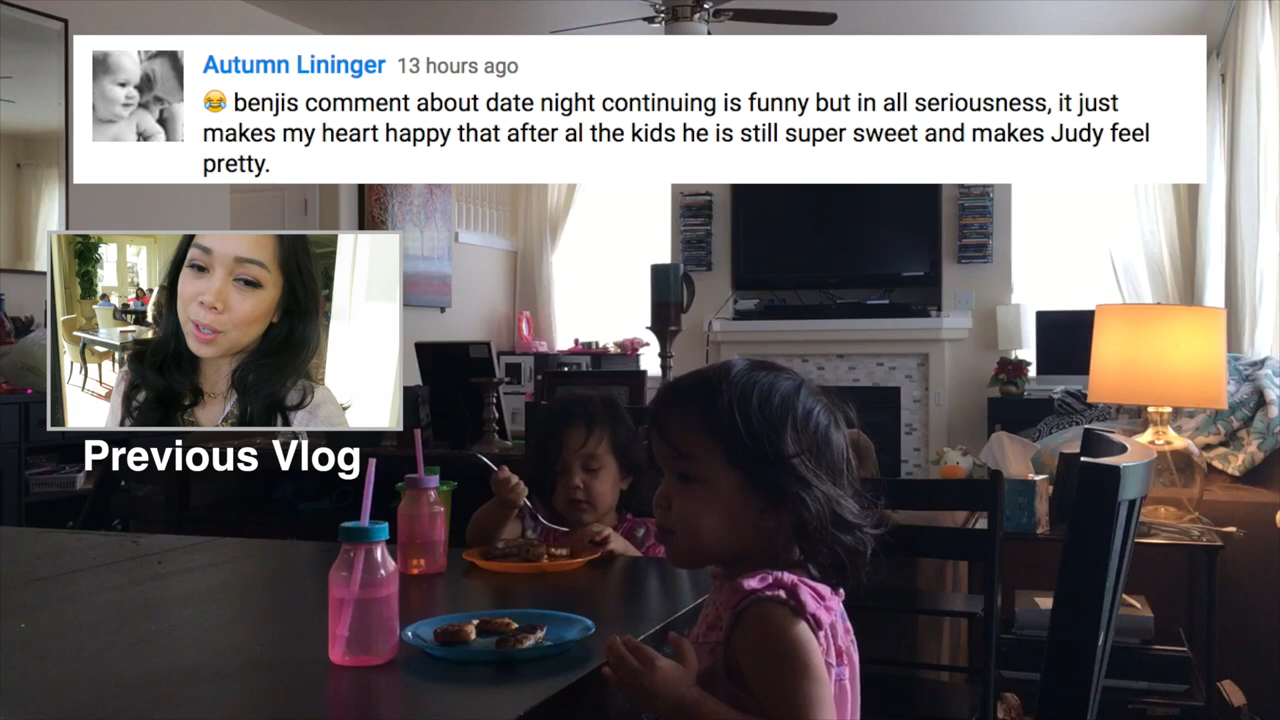 Autumn Lininger 13 hours ago
😂 benjis comment about date night continuing is funny but in all seriousness, it just
makes my heart happy that after al the kids he is still super sweet and makes Judy feel
pretty.
Previous Vlog